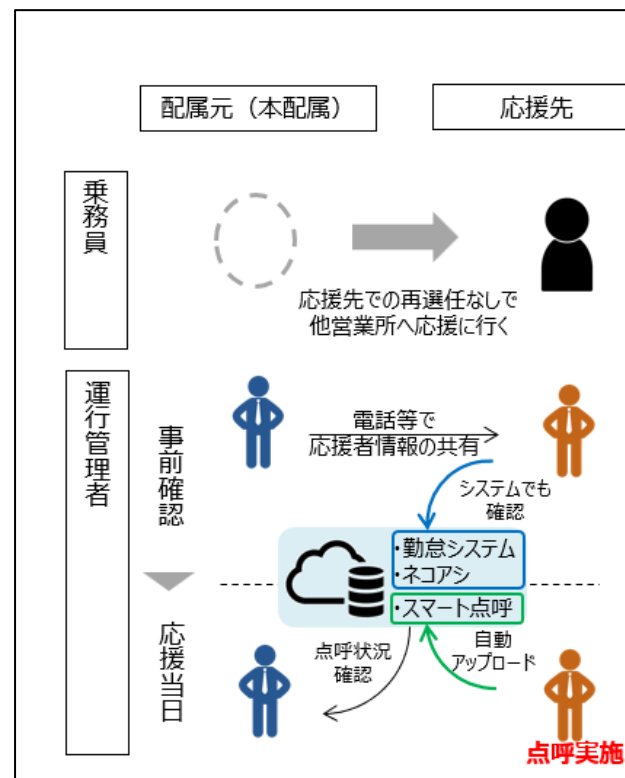 配属元（本配属）
応援先
乗務員
応援先での再選任なしで
他営業所へ応援に行く
運行管理者
事前確認
電話等で
応援者情報の共有
システムでも
確認
・勤怠システム
・ネコアシ
・スマート点呼
応援当日
点呼状況
確認
自動
アップロード
点呼実施